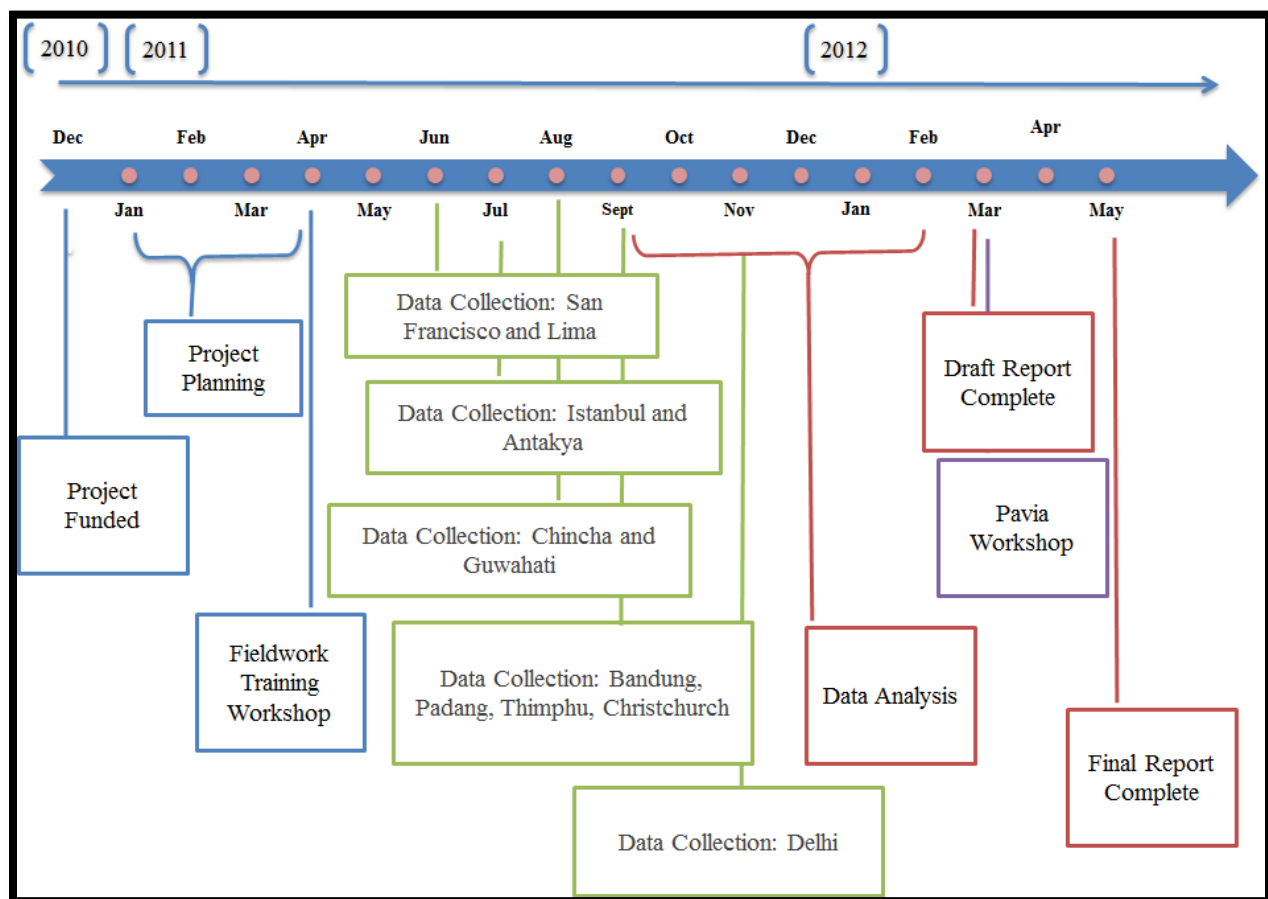 2010
2011
2012
Dec
Feb
Apr
Jun
Aug
Oct
Dec
Feb
Apr
Jan
Mar
May
Jul
Sept
Nov
Jan
Mar
May
Project
Planning
Project
Funded
Fieldwork
Training
Workshop
Data Collection: San
Francisco and Lima
Data Collection: Istanbul and
Antakya
Data Collection: Chincha and
Guwahati
Data Collection: Bandung,
Padang, Thimphu, Christchurch
Data Collection: Delhi
Data Analysis
Draft Report
Complete
Pavia
Workshop
Final Report
Complete